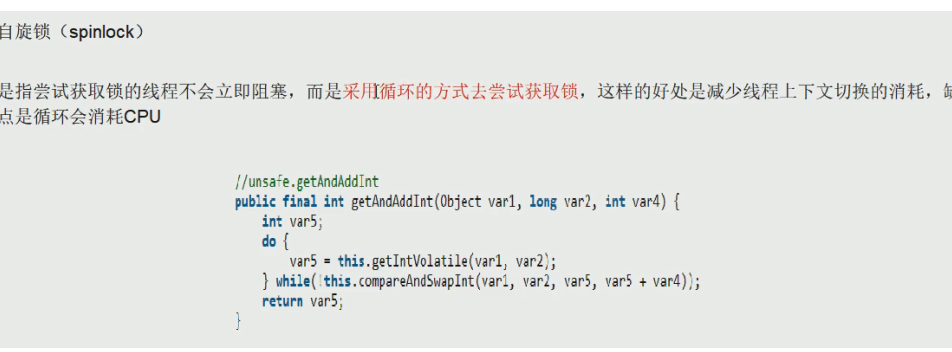 自旋锁（spinlock）
是指尝试获取锁的线程不会立即阻塞，而是采用循环的方式去尝试获取锁，这样的好处是减少线程上下文切换的消耗，缺
点是循环会消耗CPU
//unsafe.getAndAddInt
public final int getAndAddInt(Object var1, long var2, int var4) {
int var5;
do {
var5 = this.getIntVolatile(var1, var2);
} while(!this.compareAndSwapInt(var1, var2, var5, var5 + var4));
return var5;
}